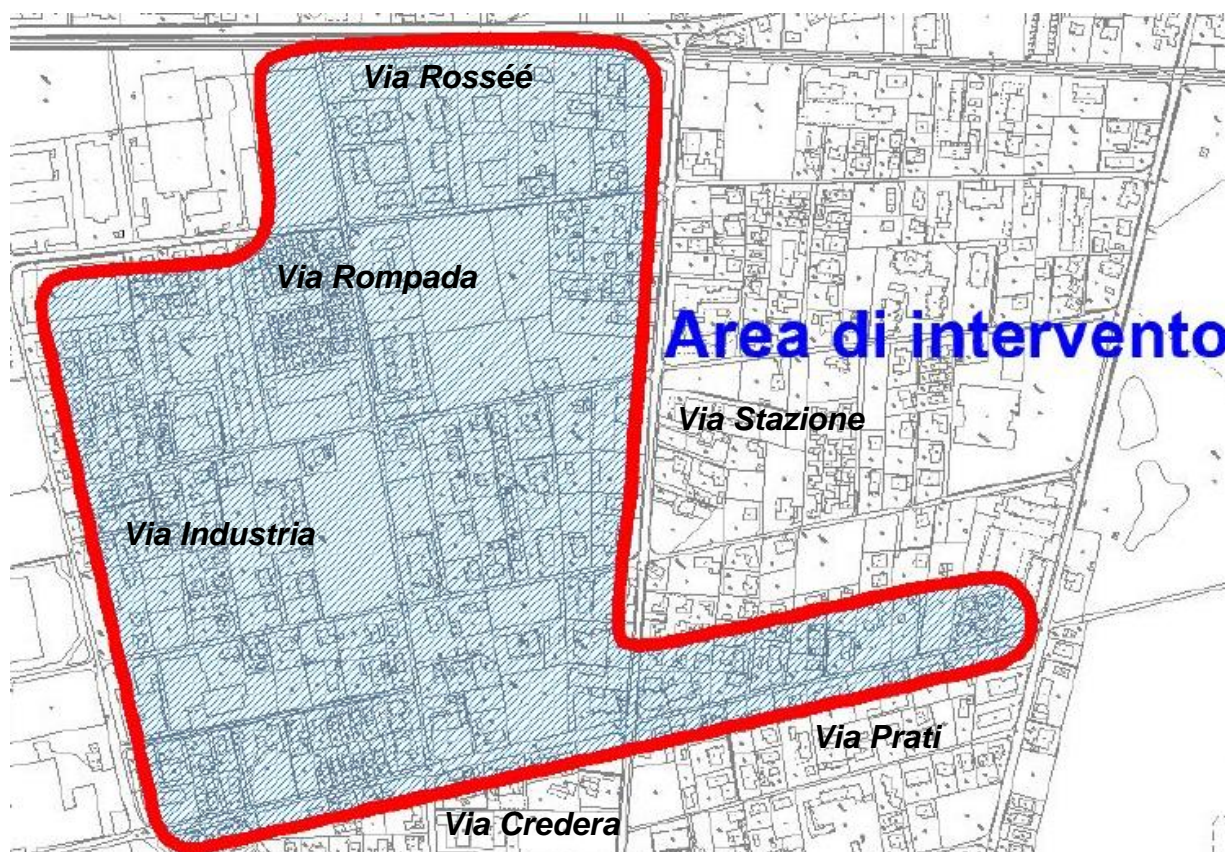 Via Rosséé
Via Rompada
Area di intervento
Via Stazione
Via Industria
Via Prati
Via Credera